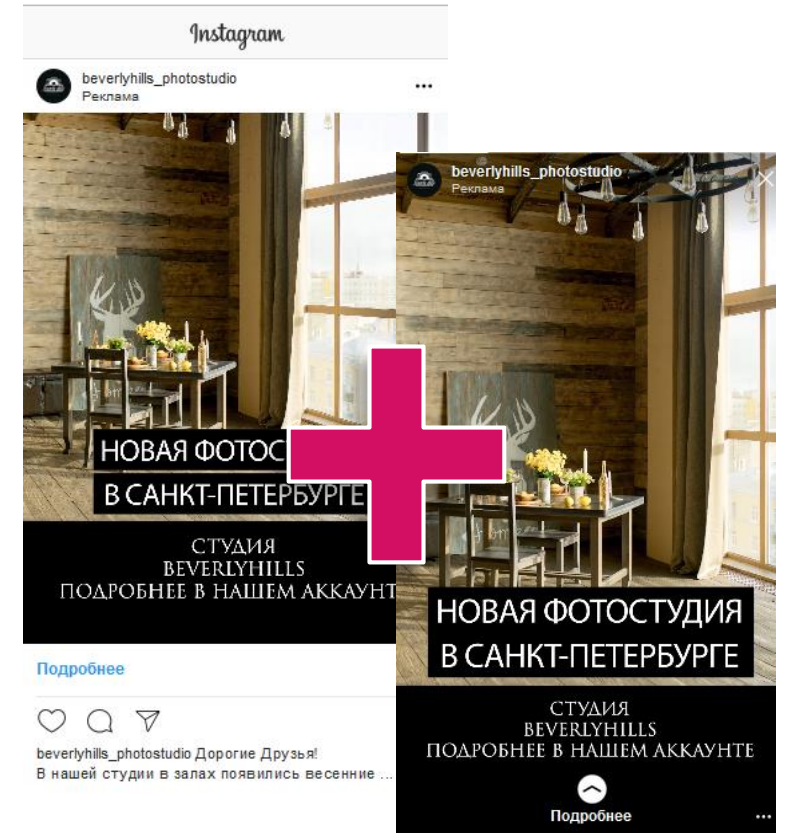 Instagram
beverlyhills_photostudio
Реклама
НОВАЯ ФОТОС
В САНКТ-ПЕТЕРБУРГЕ
СТУДИЯ
BEVERLYHILLS
ПОДРОБНЕЕ В НАШЕМ АККАУНТ
Подробнее
beverlyhills_photostudio Дорогие Друзья!
В нашей студии в залах появились весенние ...
beverlyhills_photostudio
Реклама
НОВАЯ ФОТОСТУДИЯ
В САНКТ-ПЕТЕРБУРГЕ
СТУДИЯ
BEVERLYHILLS
ПОДРОБНЕЕ В НАШЕМ АККАУНТЕ
Подробнее